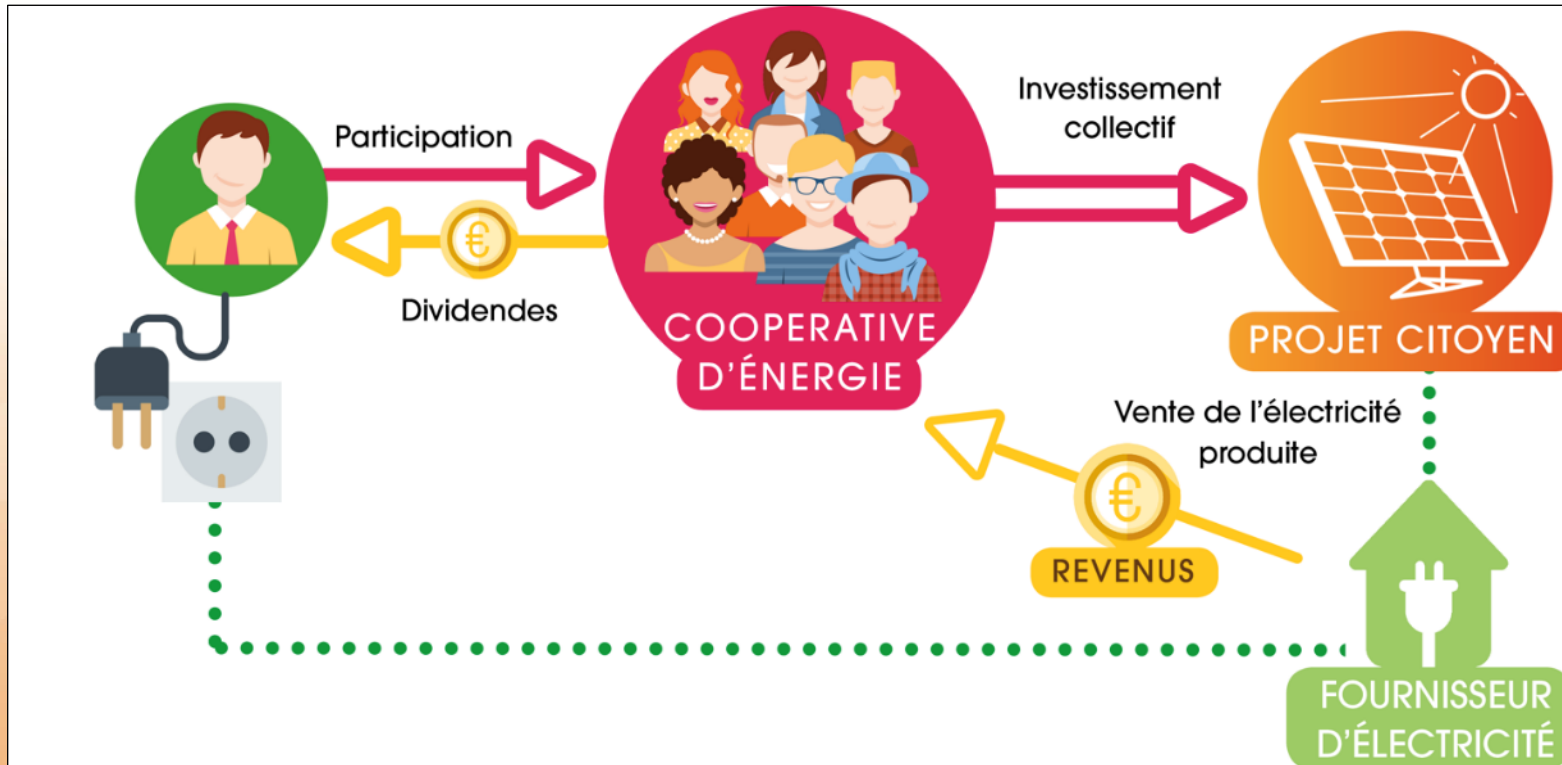 Participation
Dividendes
€
COOPERATIVE
D'ÉNERGIE
Investissement
collectif
PROJET CITOYEN
Vente de l'électricité
produite
€
REVENUS
FOURNISSEUR
D'ÉLECTRICITÉ